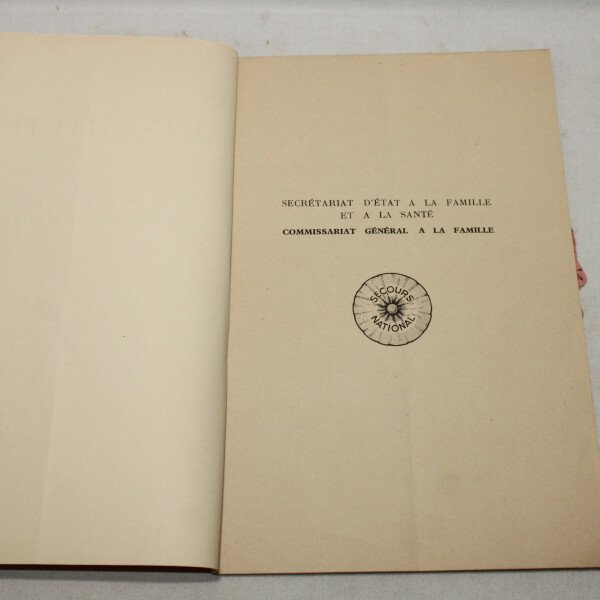 SECRÉTARIAT D'ÉTAT A LA FAMILLE
ET A LA SANTÉ
COMMISSARIAT GÉNÉRAL A LA FAMILLE
SECOURS
NATIONAL